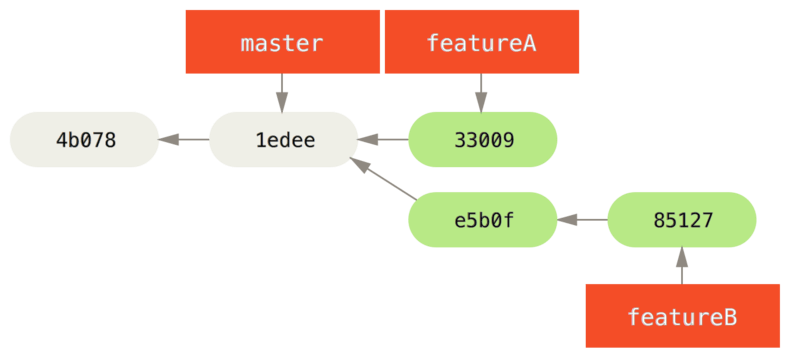 master
featureA
4b078
1edee
33009
e5b0f
85127
featureB